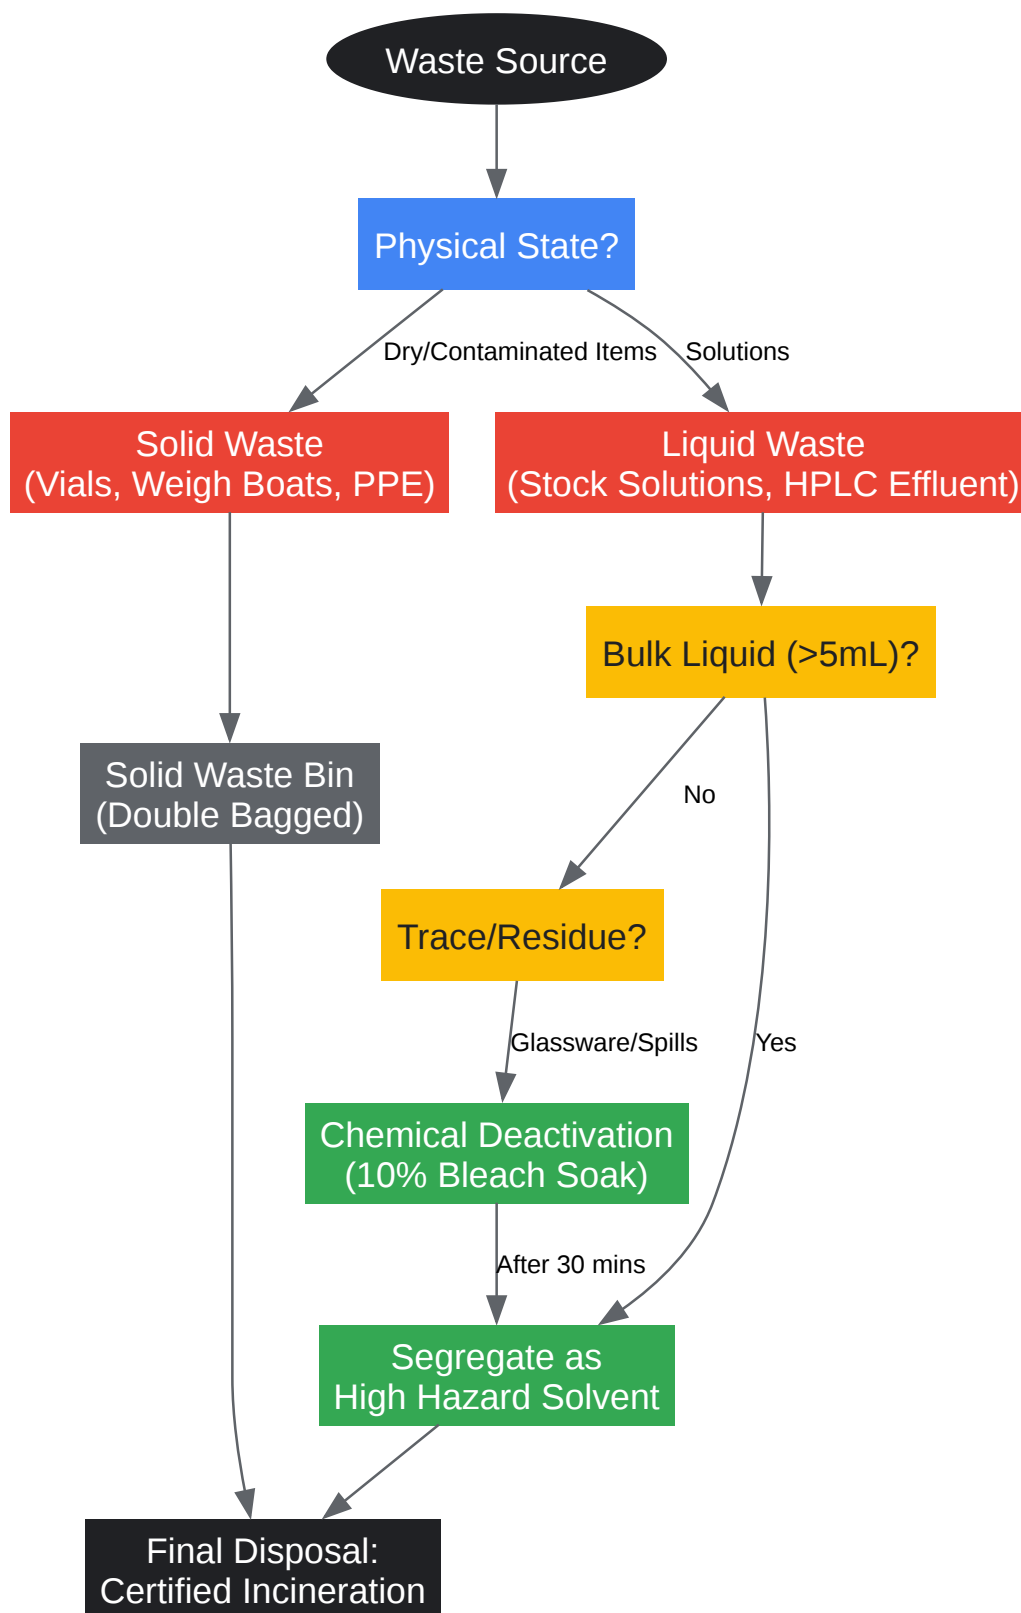 Waste Source
Physical State?
Dry/Contaminated Items
Solutions
Solid Waste
(Vials, Weigh Boats, PPE)
Liquid Waste
(Stock Solutions, HPLC Effluent)
Bulk Liquid (>5mL)?
Solid Waste Bin
(Double Bagged)
No
Trace/Residue?
Glassware/Spills
Yes
Chemical Deactivation
(10% Bleach Soak)
After 30 mins
Segregate as
High Hazard Solvent
Final Disposal:
Certified Incineration